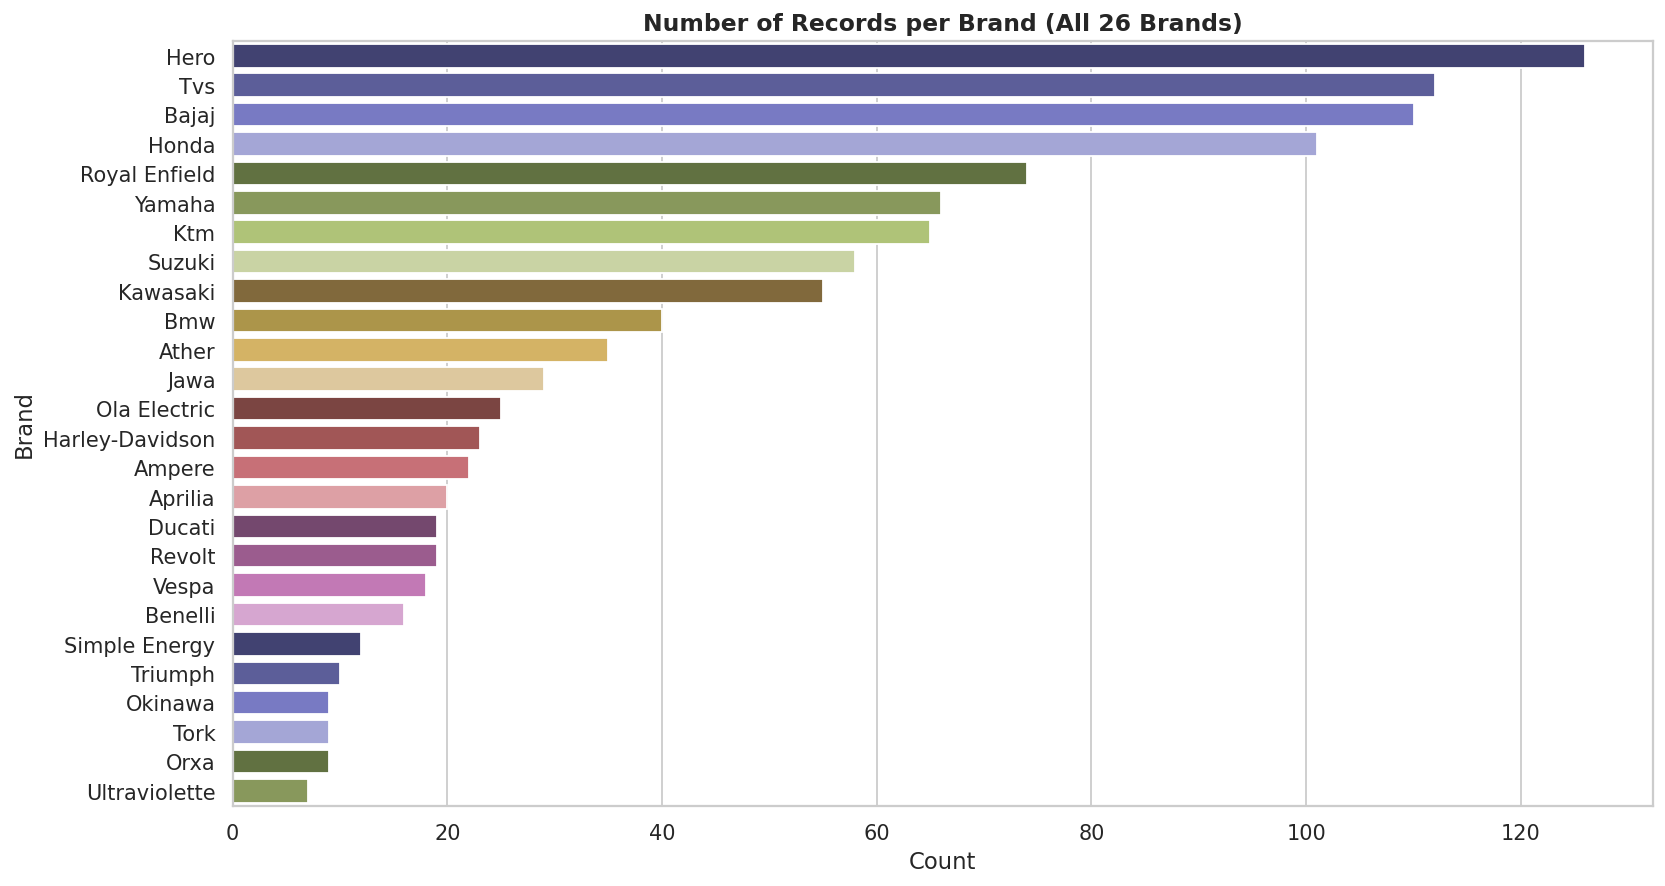 Number of Records per Brand (All 26 Brands)
Hero
Tvs
Bajaj
Honda
Royal Enfield
Yamaha
Ktm
Suzuki
Kawasaki
Bmw
Ather
Jawa
Ola Electric
Harley-Davidson
Ampere
Aprilia
Ducati
Revolt
Vespa
Benelli
Simple Energy
Triumph
Okinawa
Tork
Orxa
Ultraviolette
Brand
0 20 40 60 80 100 120
Count